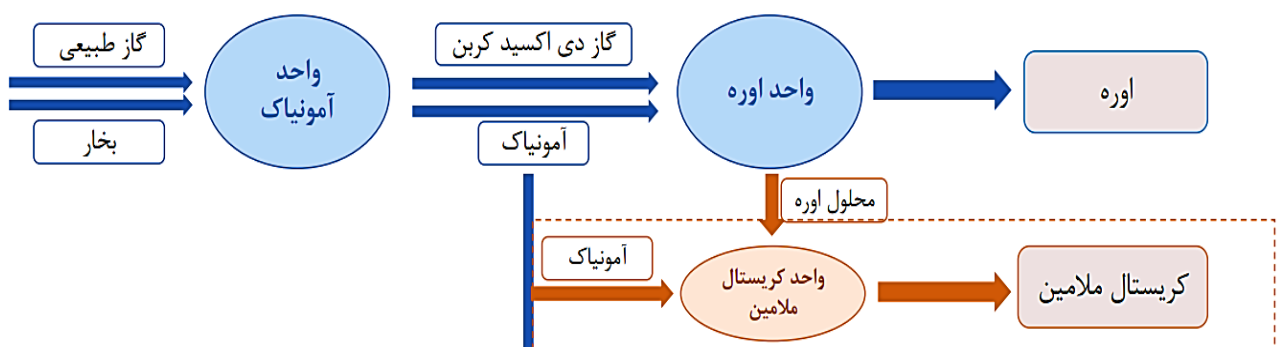 گاز طبیعی
بخار
واحد
آمونیاک
گاز دی اکسید کربن
آمونیاک
واحد اوره
اوره
محلول اوره
آمونیاک
واحد کریستال
ملامین
کریستال ملامین